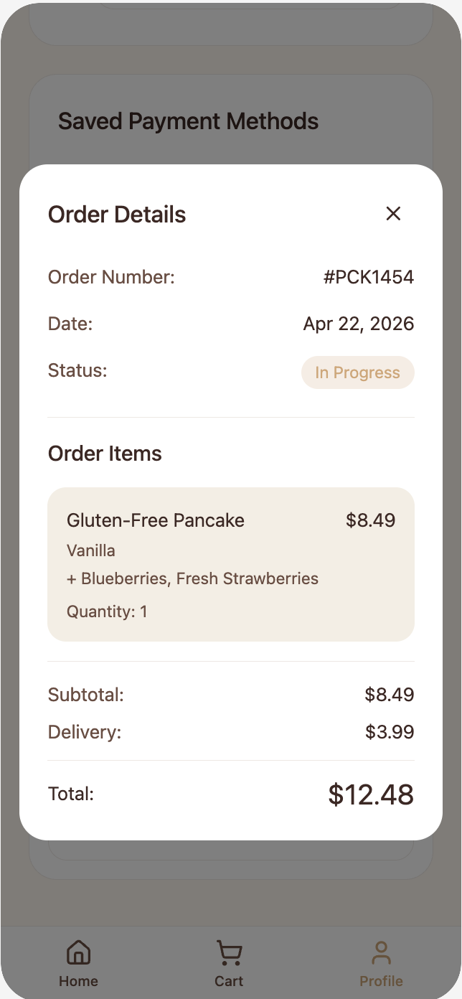 Saved Payment Methods
Order Details
Order Number: #PCK1454
Date: Apr 22, 2026
Status: In Progress
Order Items
Gluten-Free Pancake $8.49
Vanilla
+ Blueberries, Fresh Strawberries
Quantity: 1
Subtotal: $8.49
Delivery: $3.99
Total: $12.48
Home Cart Profile